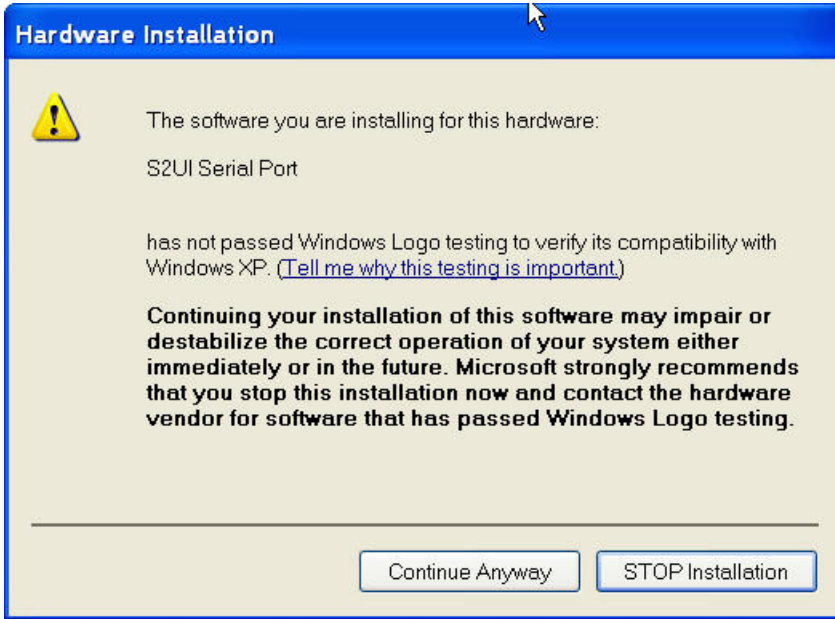 Hardware Installation
The software you are installing for this hardware:
S2UI Serial Port
has not passed Windows Logo testing to verify its compatibility with
Windows XP. (Tell me why this testing is important.)
Continuing your installation of this software may impair or
destabilize the correct operation of your system either
immediately or in the future. Microsoft strongly recommends
that you stop this installation now and contact the hardware
vendor for software that has passed Windows Logo testing.
Continue Anyway
STOP Installation